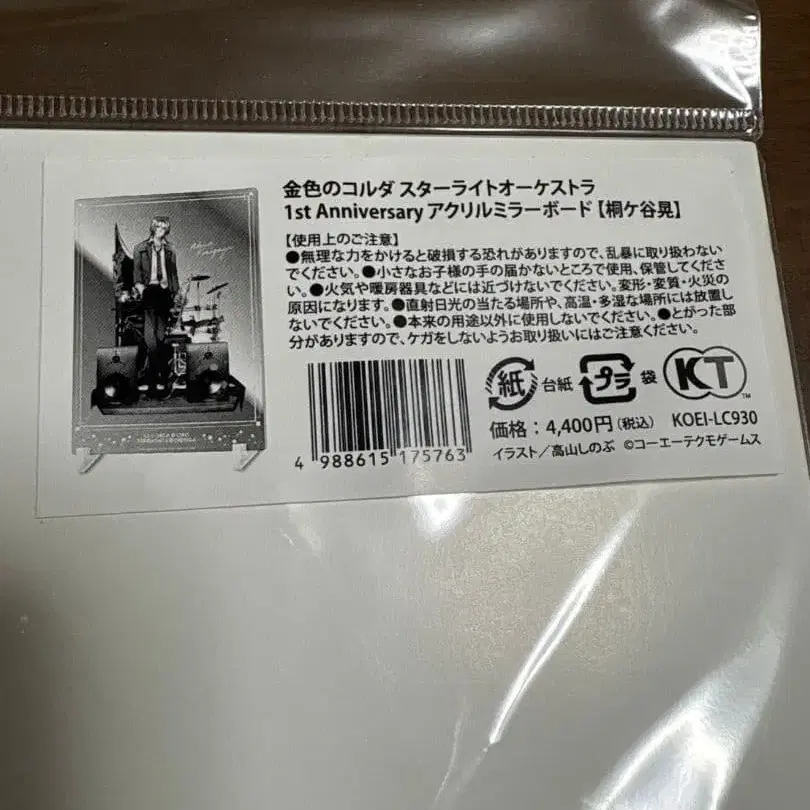 金色のコルダ スターライトオーケストラ
1st Anniversary アクリルミラーボード【桐ケ谷晃】
【使用上のご注意】
●無理な力をかけると破損する恐れがありますので、乱暴に取り扱わない
でください。●小さなお子様の手の届かないところで使用、保管してくださ
い。●火気や暖房器具などには近づけないでください。変形・変質・火災の
原因になります。●直射日光の当たる場所や、高温・多湿な場所には放置し
ないでください。●本来の用途以外に使用しないでください。●とがった部
分がありますので、ケガをしないようお取り扱いにはご注意ください。
紙 台紙 プラ 袋 KT™
価格:4,400円(税込) KOEI-LC930
イラスト/高山しのぶ ©コーエーテクモゲームス
4 988615 175763